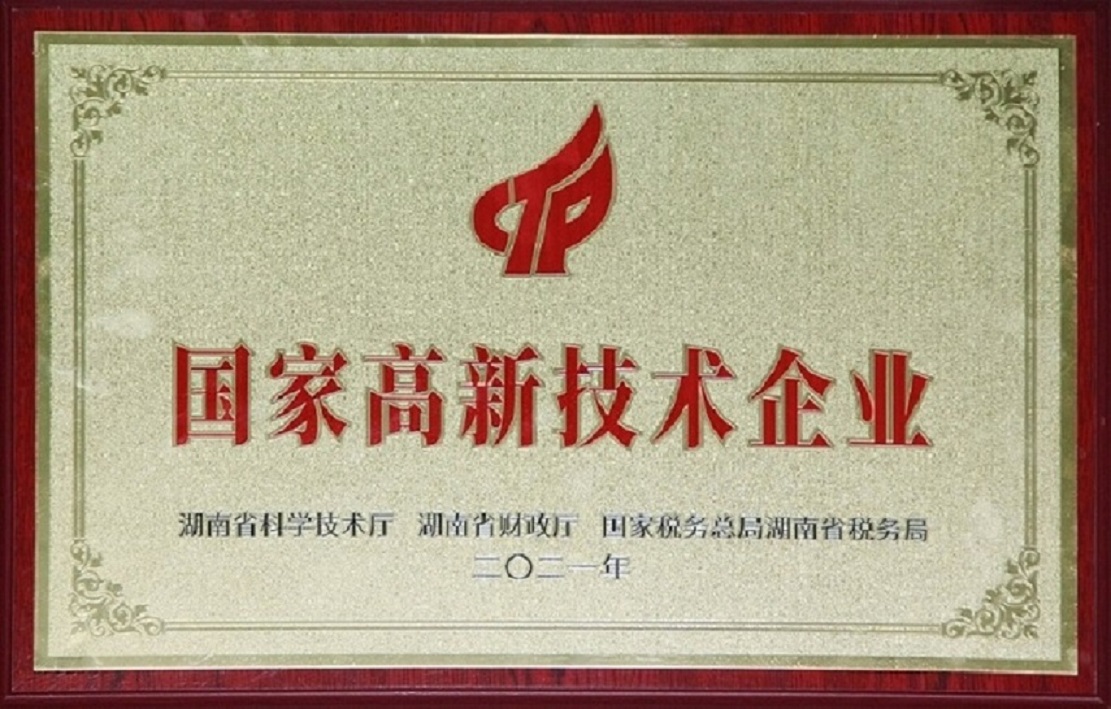 国家高新技术企业
湖南省科学技术厅 湖南省财政厅 国家税务总局湖南省税务局
二〇二一年